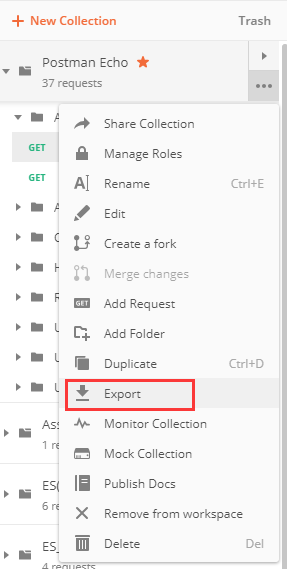 + New Collection Trash
Postman Echo
37 requests
A
GET
GET
A
C
H
R
U
U
U
Share Collection
Manage Roles
Rename Ctrl+E
Edit
Create a fork
Merge changes
GET Add Request
Add Folder
Duplicate Ctrl+D
Export
Monitor Collection
Mock Collection
Publish Docs
Remove from workspace
Delete Del
Ass
1 re
ES(
6 re
ES_
4 requests